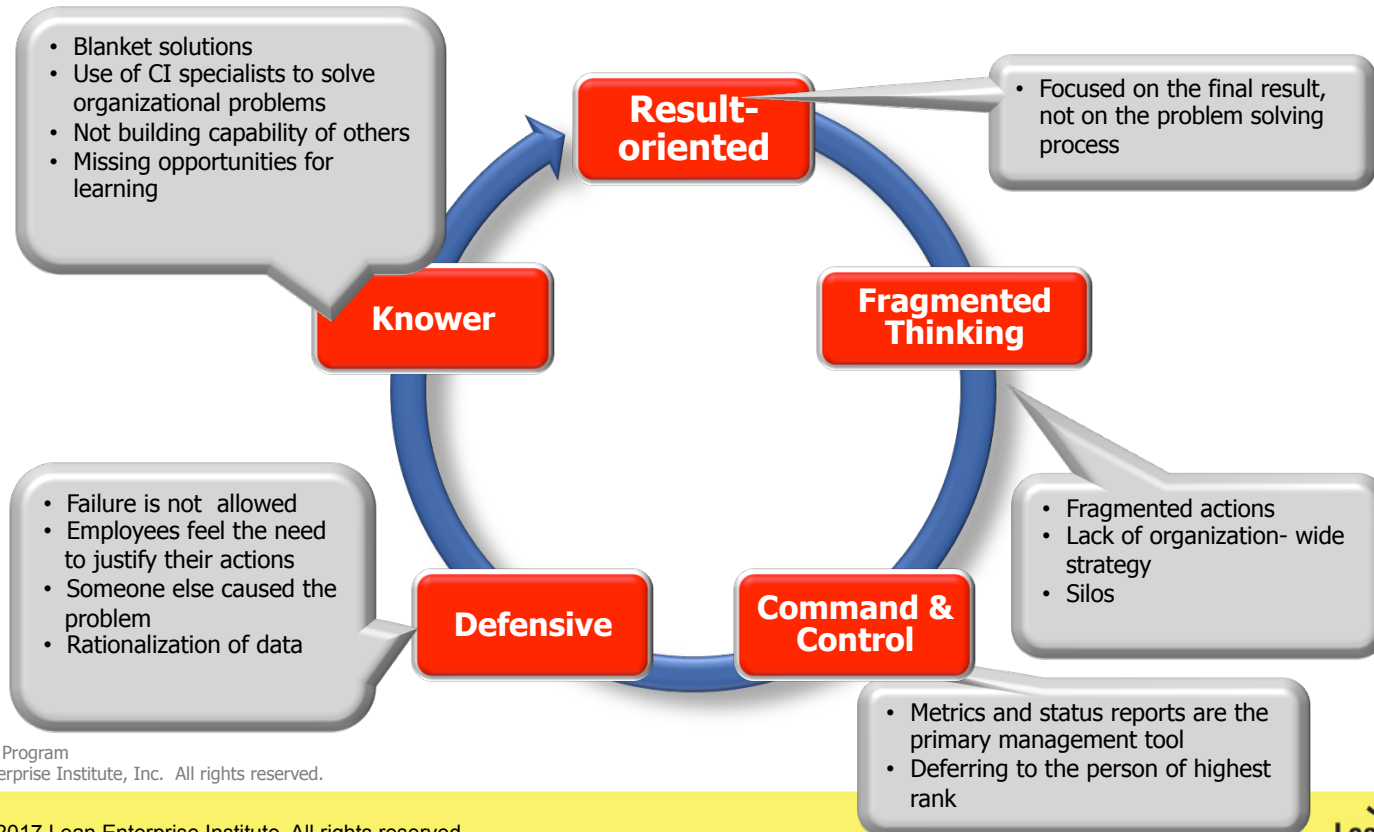 • Blanket solutions
• Use of CI specialists to solve
organizational problems
• Not building capability of others
• Missing opportunities for
learning
Result-
oriented
• Focused on the final result,
not on the problem solving
process
Knower
Fragmented
Thinking
• Failure is not allowed
• Employees feel the need
to justify their actions
• Someone else caused the
problem
• Rationalization of data
Defensive
Command &
Control
• Fragmented actions
• Lack of organization- wide
strategy
• Silos
• Metrics and status reports are the
primary management tool
• Deferring to the person of highest
rank
Program
erprise Institute, Inc. All rights reserved.
2017 Lean Enterprise Institute. All rights reserved